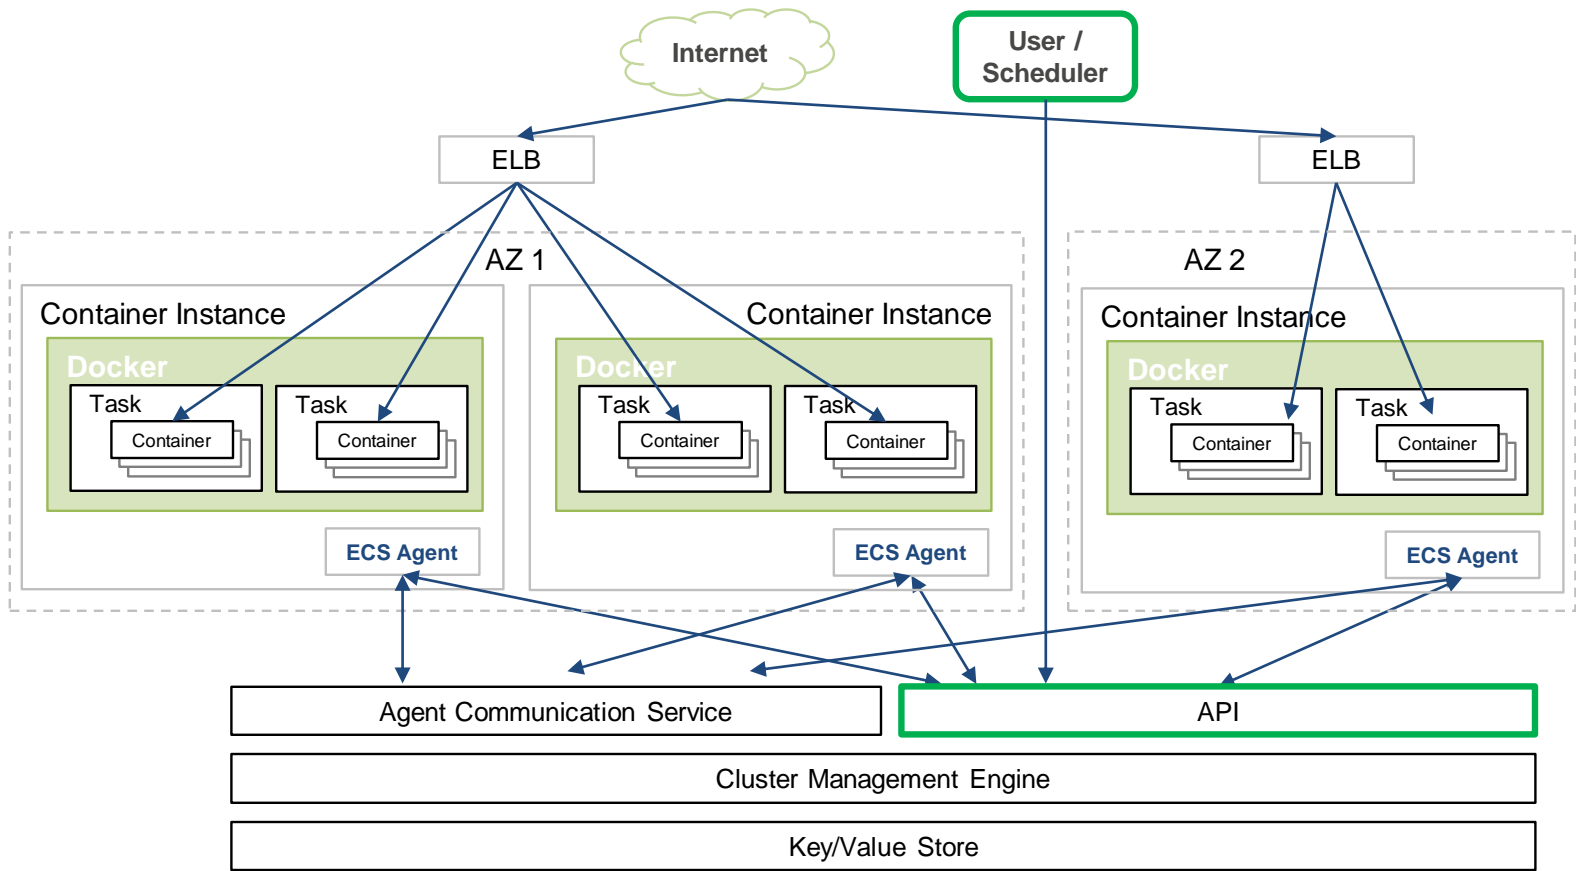 Internet
User /
Scheduler
ELB
ELB
AZ 1
AZ 2
Container Instance
Container Instance
Container Instance
Docker
Docker
Docker
Task
Task
Task
Task
Task
Task
Container
Container
Container
Container
Container
Container
ECS Agent
ECS Agent
ECS Agent
Agent Communication Service
API
Cluster Management Engine
Key/Value Store